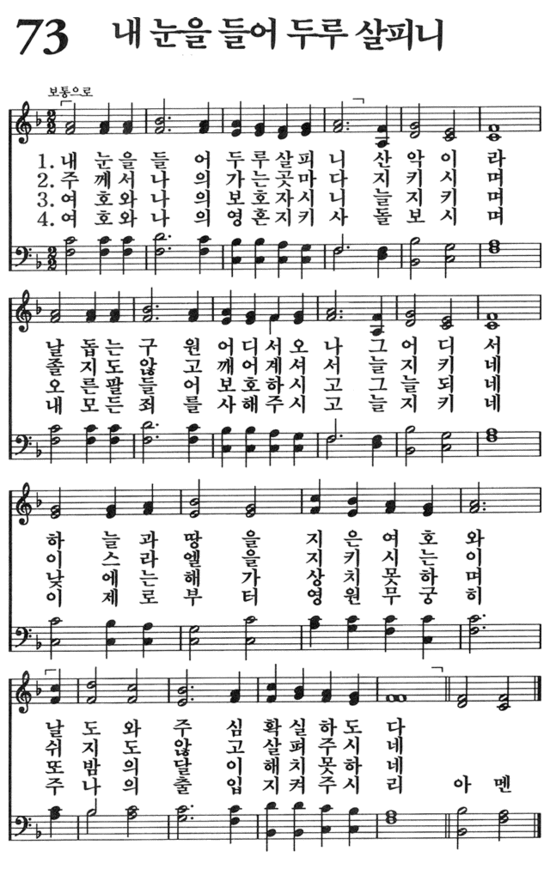 73 내 눈을 들어 두루 살피니
보통으로
1. 내 눈을 들 어 두루살 피 니 산 악 이 라
2. 주 께서 나 의 가는곳 마 다 지 키 시 며
3. 여 호와 나 의 보호자 시 니 늘 지 키 며
4. 여 호와 나 의 영혼지 키 사 돌 보 시 며
날 돕는 구 원 어디서 오 나 그 어 디 서
졸 지도 않 고 깨어계 셔 서 늘 지 키 네
오 른팔 들 어 보호하 시 고 그 늘 되 네
내 모든 죄 를 사해주 시 고 늘 지 키 네
하 늘 과 땅 을 지 은 여 호 와
이 스 라 엘 을 지 키 시 는 이
낮 에 는 해 가 상 치 못 하 며
이 제 로 부 터 영 원 무 궁 히
날 도 와 주 심 확 실 하 도 다
쉬 지 도 않 고 살 펴 주 시 네
또 밤 의 달 이 해 치 못 하 네
주 나 의 출 입 지 켜 주 시 리 아 멘